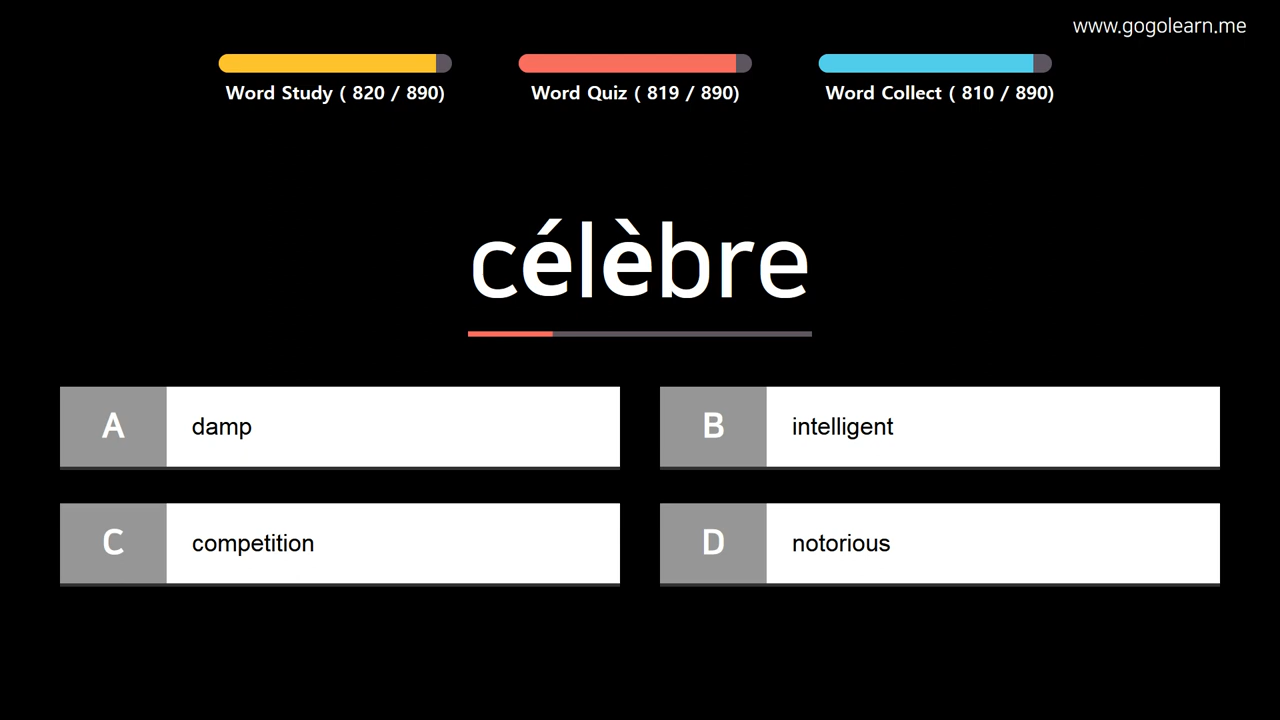 www.gogolearn.me
Word Study ( 820 / 890)
Word Quiz ( 819 / 890)
Word Collect ( 810 / 890)
célèbre
A damp
B intelligent
C competition
D notorious